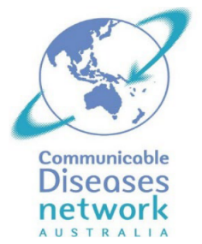 Communicable
Diseases
network
AUSTRALIA